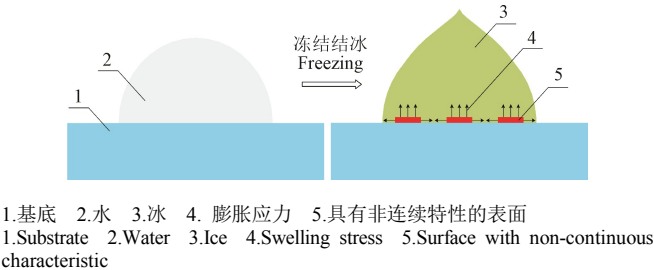 3
冻结结冰
4
2
Freezing
5
1
1.基底 2.水 3.冰 4. 膨胀应力 5.具有非连续特性的表面
1.Substrate 2.Water 3.Ice 4.Swelling stress 5.Surface with non-continuous
characteristic